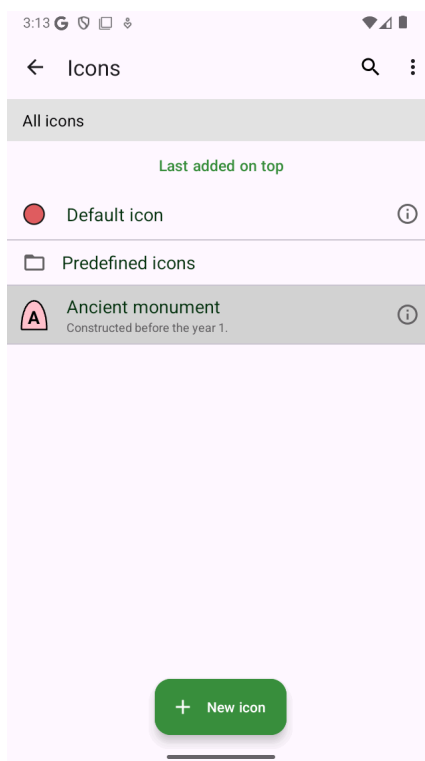 3:13
Icons
All icons
Last added on top
Default icon
Predefined icons
A
Ancient monument
Constructed before the year 1.
New icon